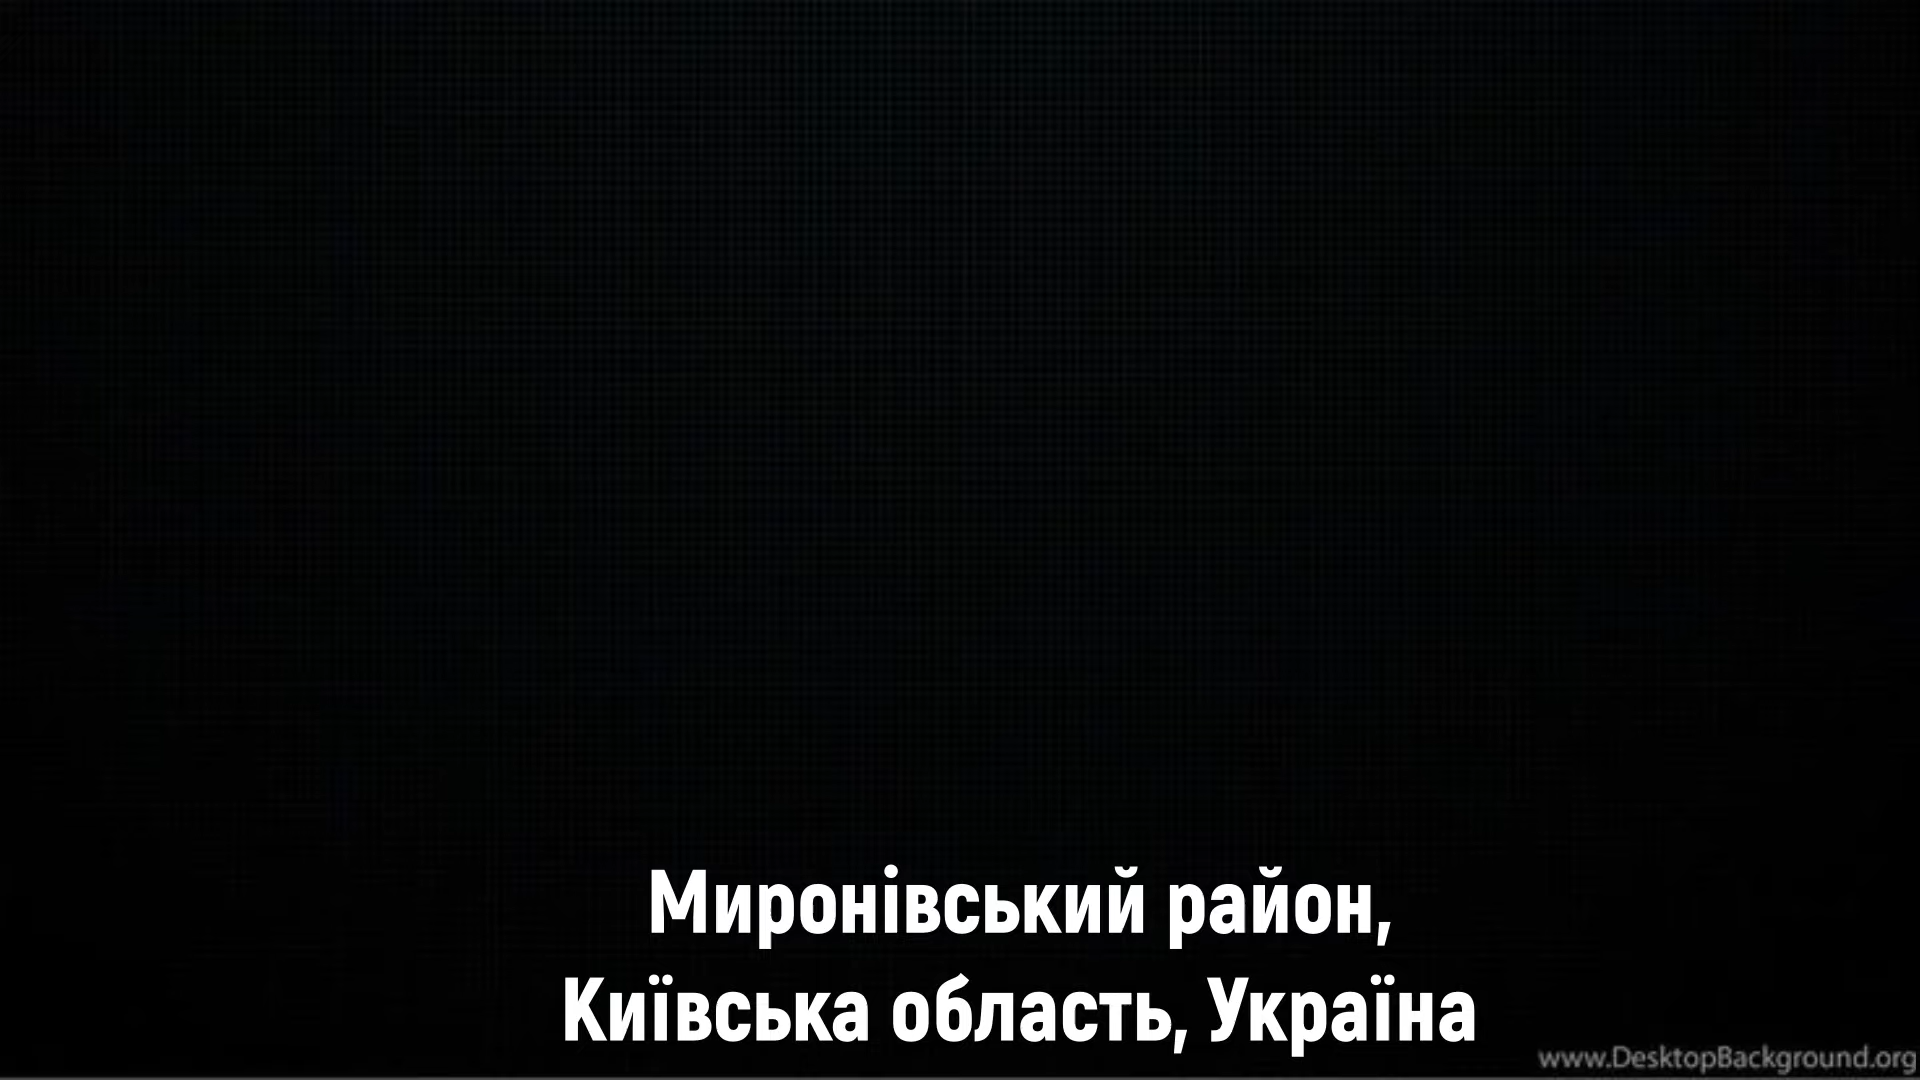 Миронівський район,
Київська область, Україна
www.DesktopBackground.org